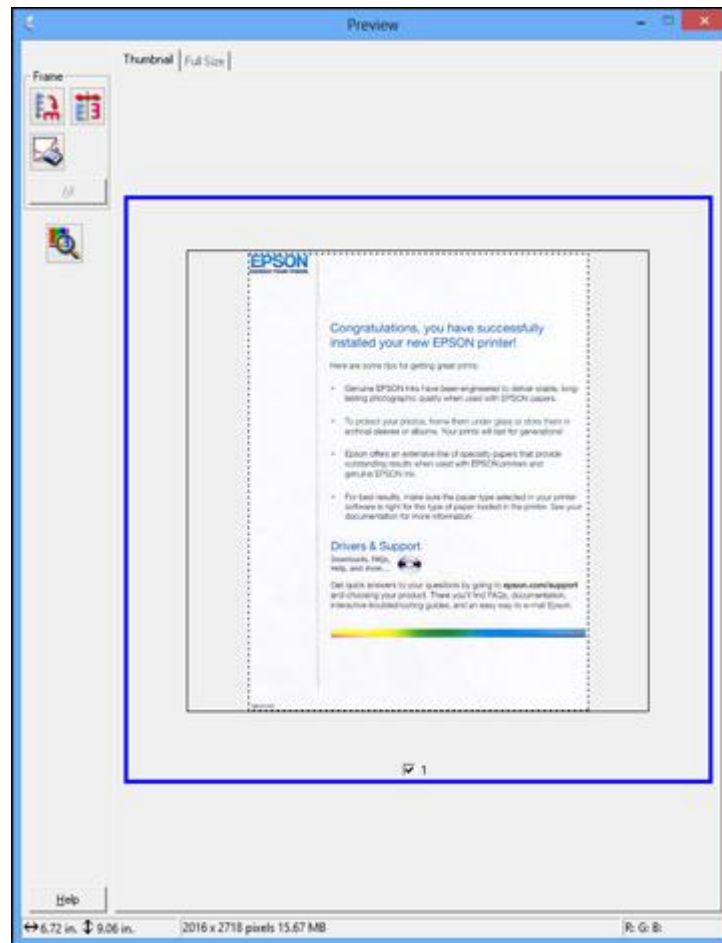 Preview
Thumbnail
Full Size
Frame
All
EPSON
EXCEED YOUR VISION
Congratulations, you have successfully
installed your new EPSON printer!
Here are some tips for getting great prints:
• Genuine EPSON inks have been engineered to deliver stable, long-
lasting photographic quality when used with EPSON papers.
• To protect your photos, frame them under glass or store them in
archival sleeves or albums. Your prints will last for generations!
• Epson offers an extensive line of specialty papers that provide
outstanding results when used with EPSON printers and
genuine EPSON ink.
• For best results, make sure the paper type selected in your printer
software is right for the type of paper loaded in the printer. See your
documentation for more information.
Drivers & Support
Downloads, FAQs,
Help, and more...
Get quick answers to your questions by going to epson.com/support
and choosing your product. There you'll find FAQs, documentation,
interactive troubleshooting guides, and an easy way to e-mail Epson.
1
Help
6.72 in. 9.06 in.
2016 x 2718 pixels 15.67 MB
R: G: B: